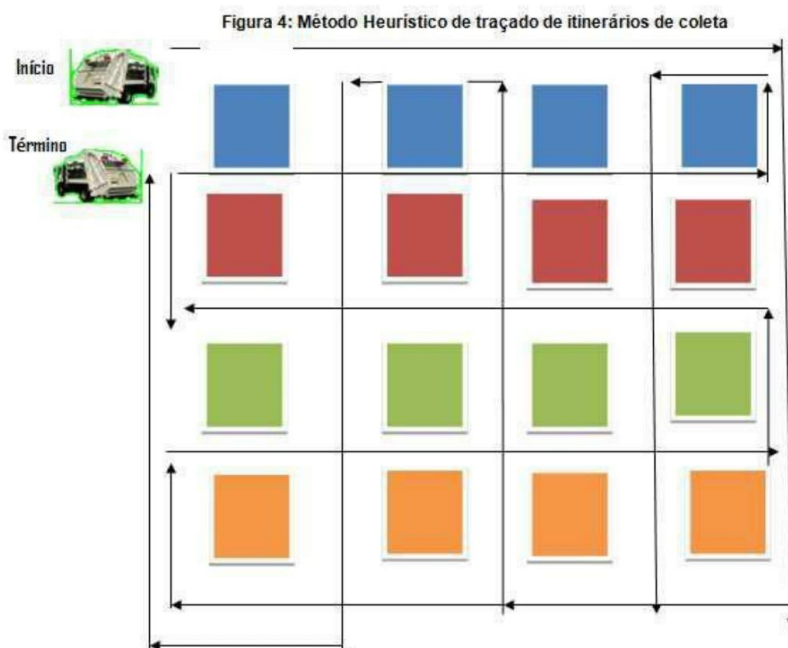 Figura 4: Método Heurístico de traçado de itinerários de coleta
Início
Término